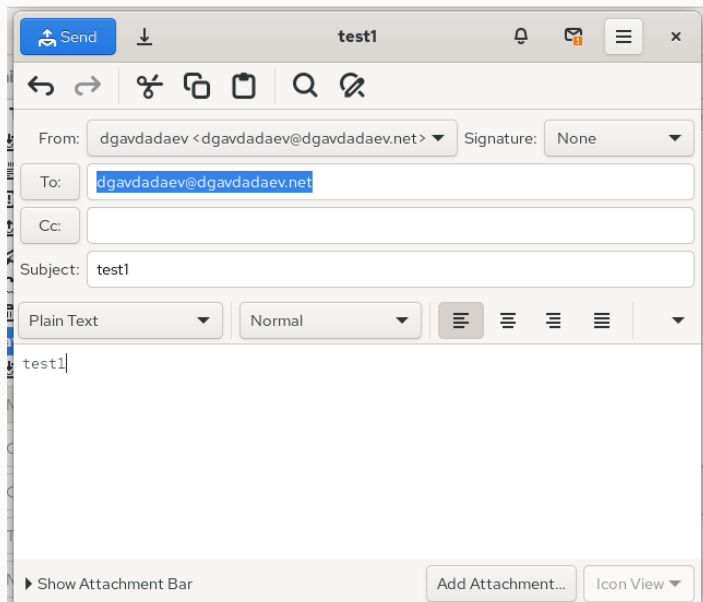 Send
test1
From: dgavdadaev <dgavdadaev@dgavdadaev.net> Signature: None
To: dgavdadaev@dgavdadaev.net
Cc:
Subject: test1
Plain Text Normal
test1
Show Attachment Bar Add Attachment... Icon View